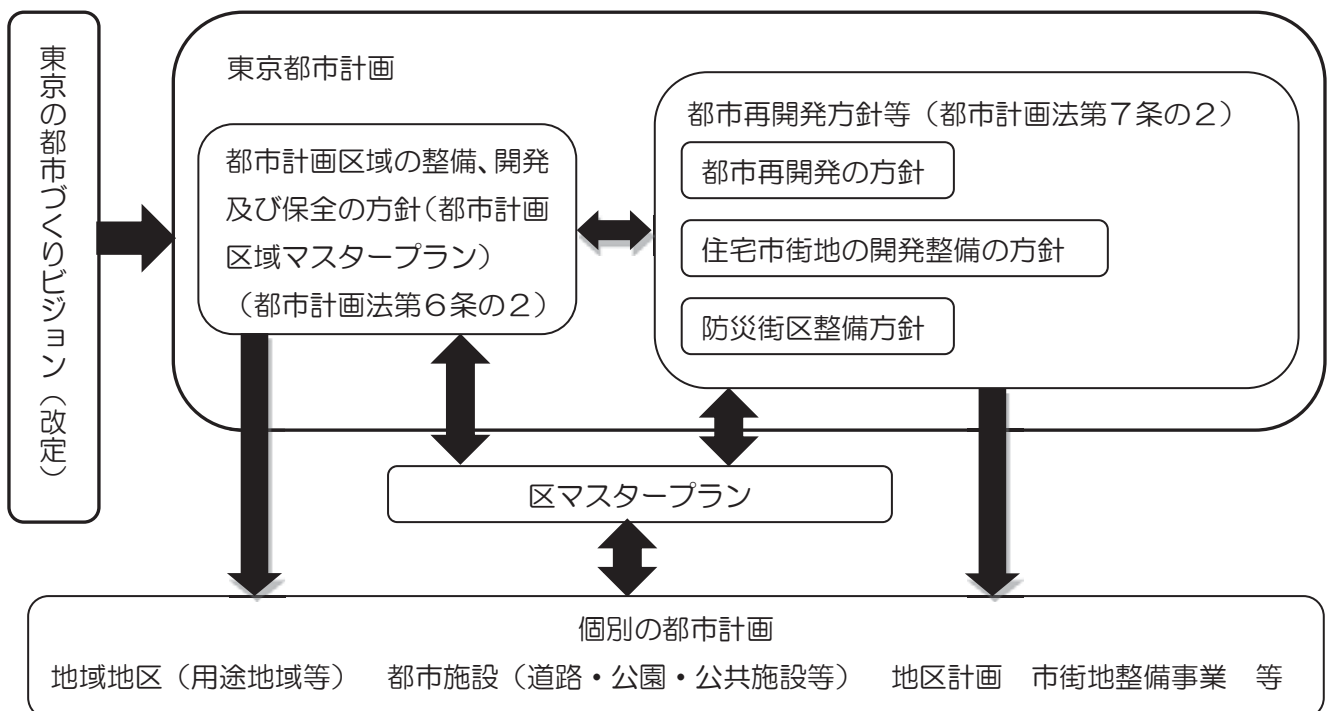 東京の都市づくりビジョン（改定）
東京都市計画
都市計画区域の整備、開発
及び保全の方針（都市計画
区域マスタープラン）
（都市計画法第６条の２）
都市再開発方針等（都市計画法第７条の２）
都市再開発の方針
住宅市街地の開発整備の方針
防災街区整備方針
区マスタープラン
個別の都市計画
地域地区（用途地域等）　都市施設（道路・公園・公共施設等）　地区計画　市街地整備事業　等